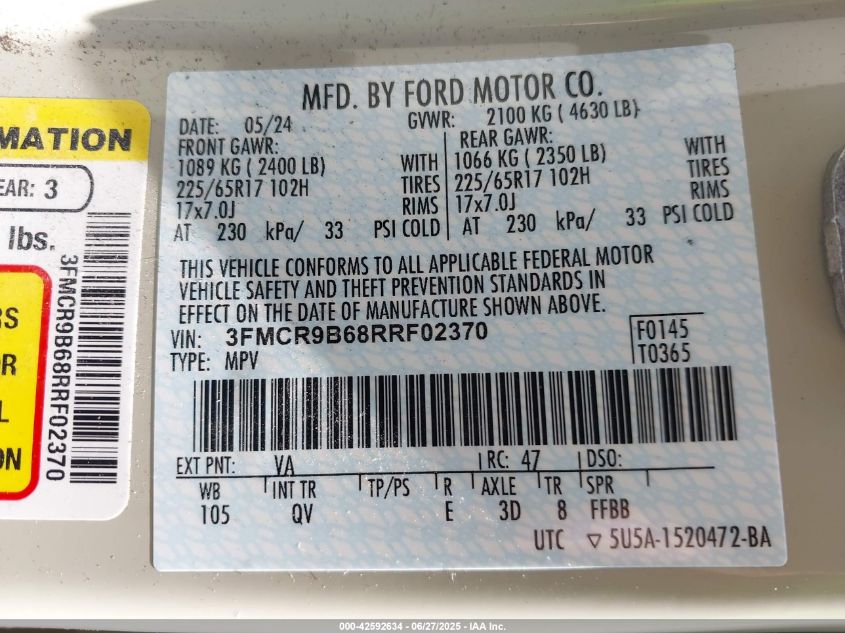 MATION
EAR: 3
lbs.
3FMCR9B68RRF02370
RS
OR
L
ON
MFD. BY FORD MOTOR CO.
DATE: 05/24 GVWR: 2100 KG ( 4630 LB)
FRONT GAWR: REAR GAWR:
1089 KG ( 2400 LB) WITH 1066 KG ( 2350 LB) WITH
225/65R17 102H TIRES 225/65R17 102H TIRES
17x7.0J RIMS 17x7.0J RIMS
AT 230 kPa/ 33 PSI COLD AT 230 kPa/ 33 PSI COLD
THIS VEHICLE CONFORMS TO ALL APPLICABLE FEDERAL MOTOR
VEHICLE SAFETY AND THEFT PREVENTION STANDARDS IN
EFFECT ON THE DATE OF MANUFACTURE SHOWN ABOVE.
VIN: 3FMCR9B68RRF02370 F0145
TYPE: MPV T0365
EXT PNT: VA RC: 47 DSO:
WB INT TR TP/PS R AXLE TR SPR
105 QV E 3D 8 FFBB
UTC ▽ 5U5A-1520472-BA
000-42592634 - 06/27/2025 - IAA Inc.